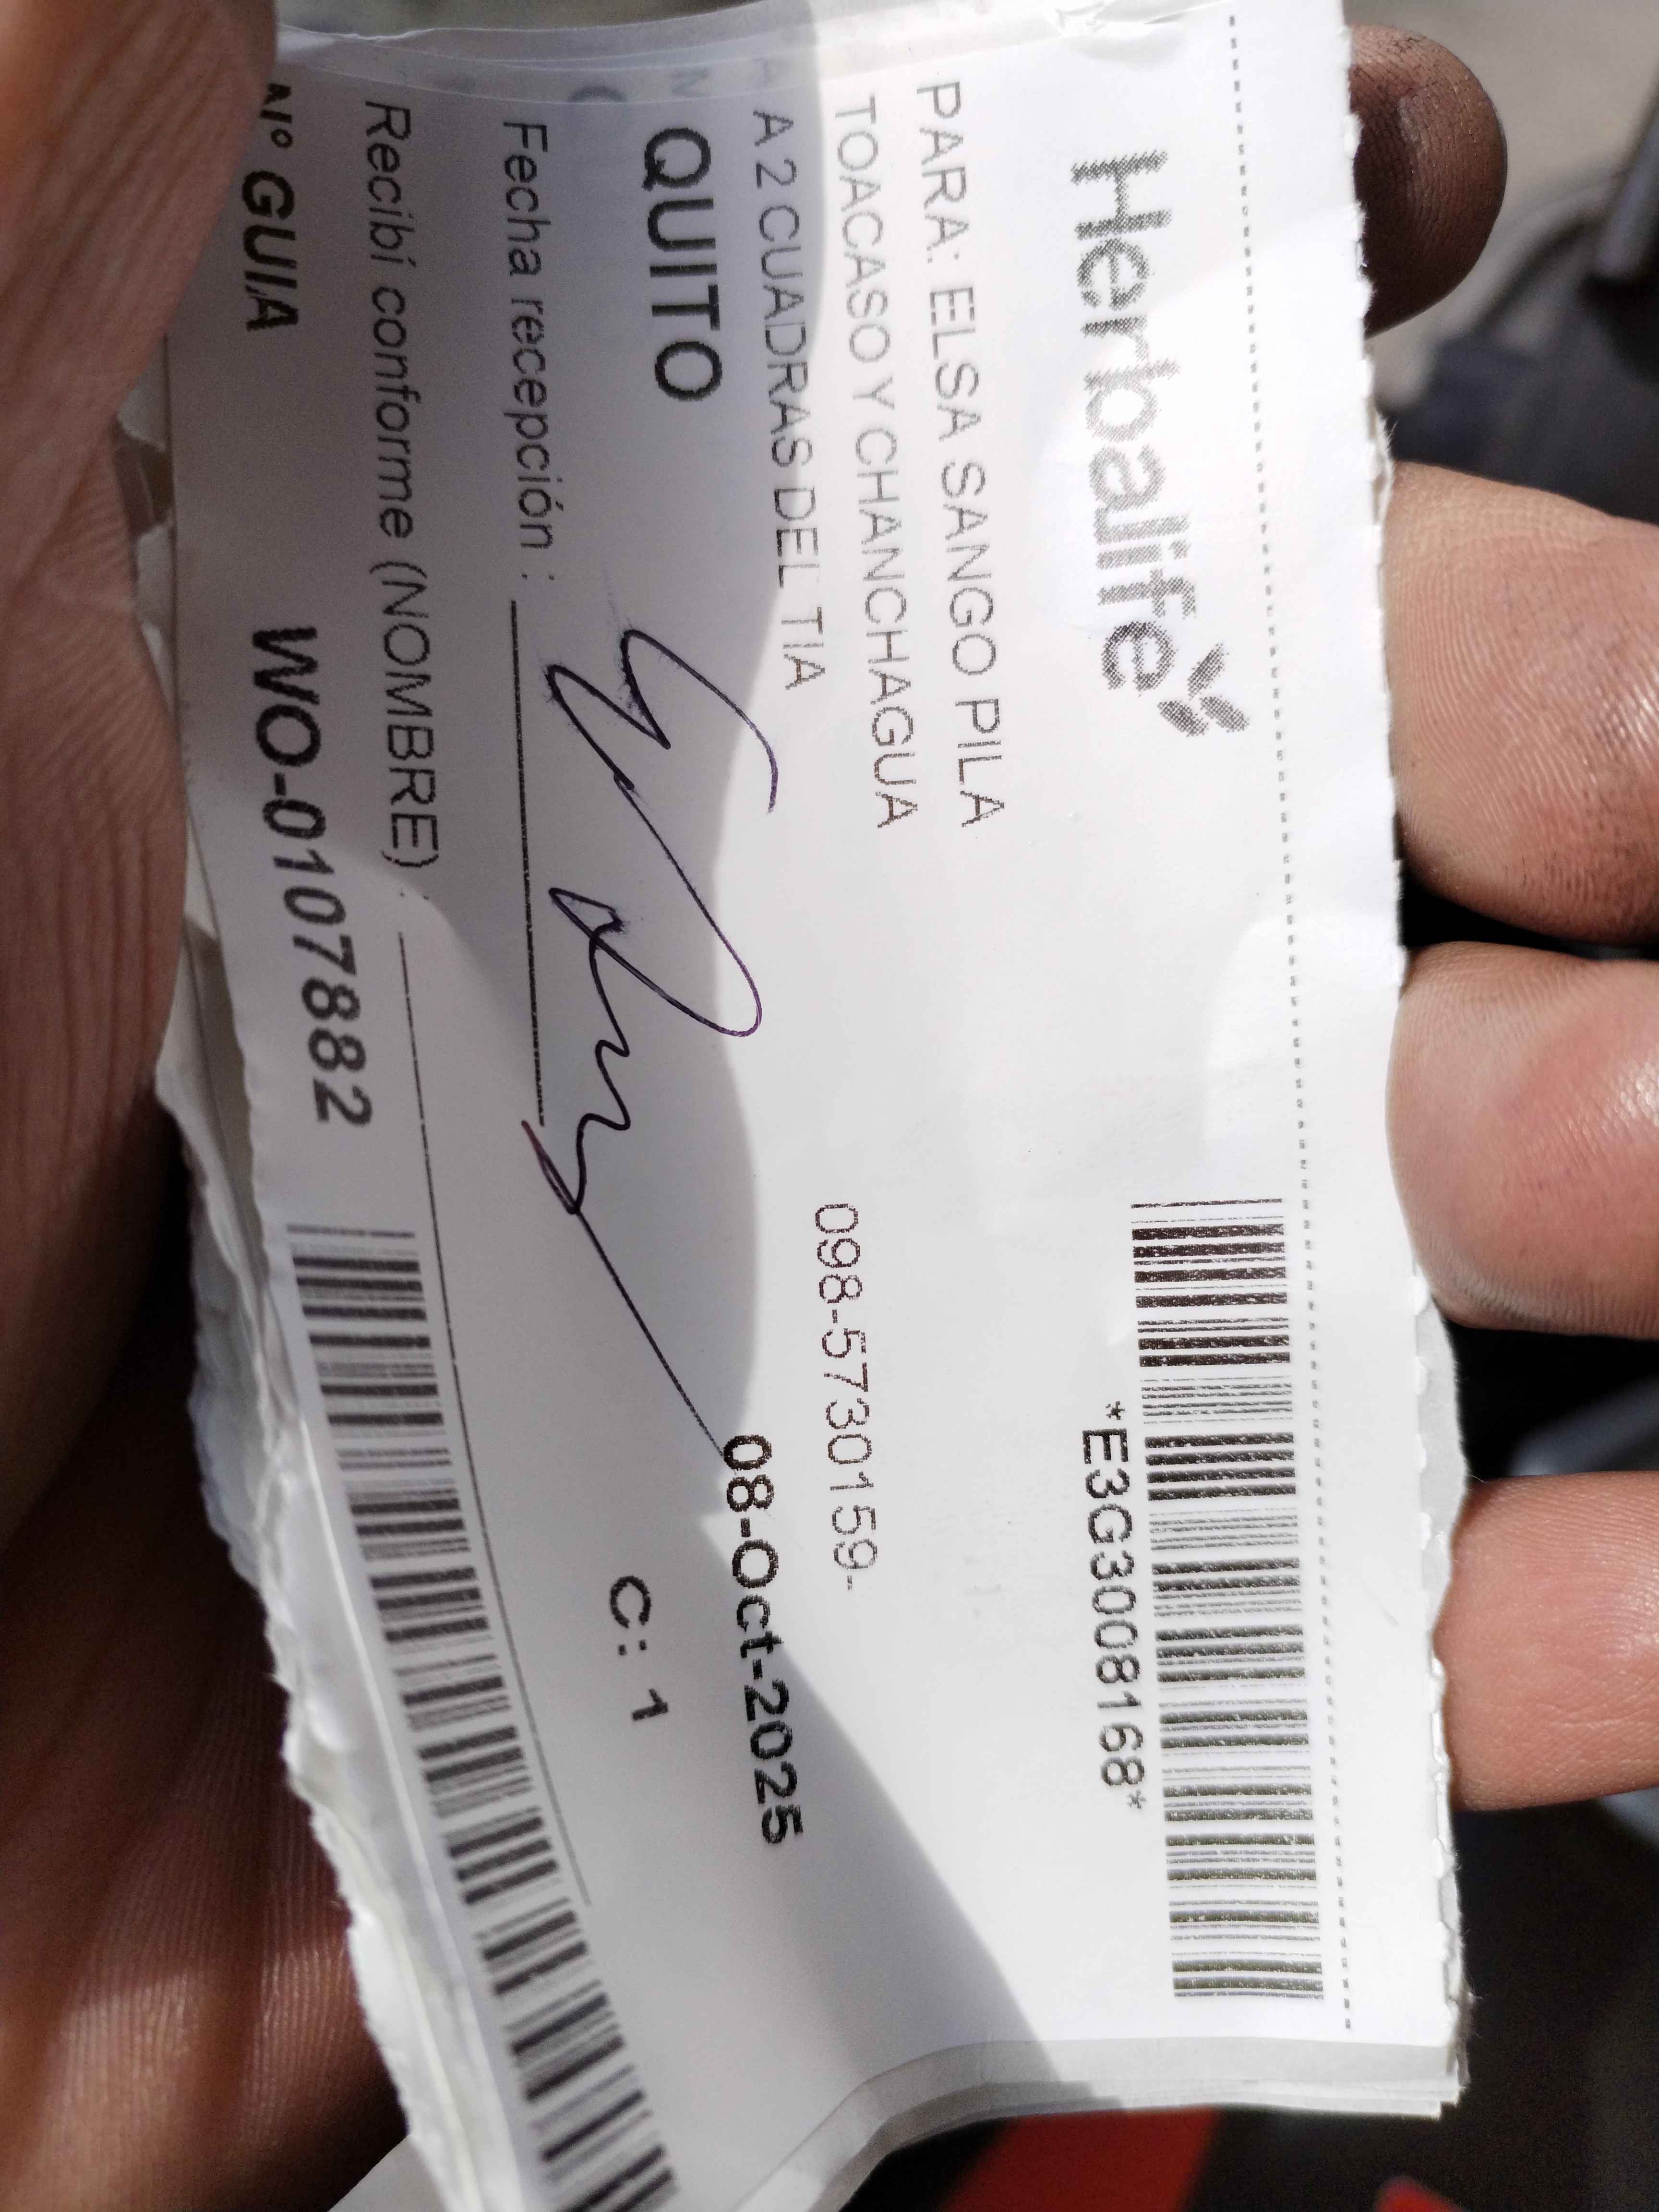 Herbalife
*E3G3008168*
PARA: ELSA SANGO PILA
TOACASO Y CHANCHAGUA
098-5730159-
A 2 CUADRAS DEL TIA
QUITO
08-Oct-2025
C: 1
Fecha recepción :
Recibí conforme (NOMBRE) :
Nº GUIA WO-0107882